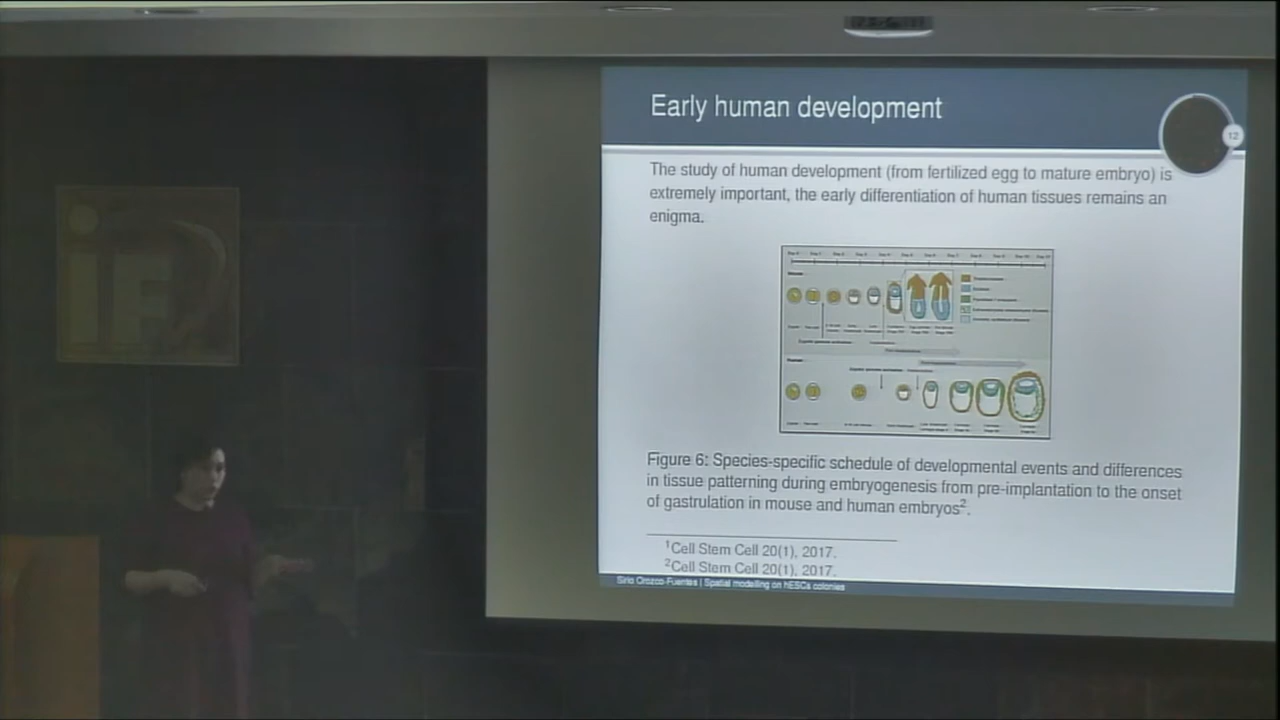 Early human development
12
The study of human development (from fertilized egg to mature embryo) is
extremely important, the early differentiation of human tissues remains an
enigma.
Figure 6: Species-specific schedule of developmental events and differences
in tissue patterning during embryogenesis from pre-implantation to the onset
of gastrulation in mouse and human embryos².
¹Cell Stem Cell 20(1), 2017.
²Cell Stem Cell 20(1), 2017.
Sirio Orozco-Fuentes | Spatial modelling on hESCs colonies